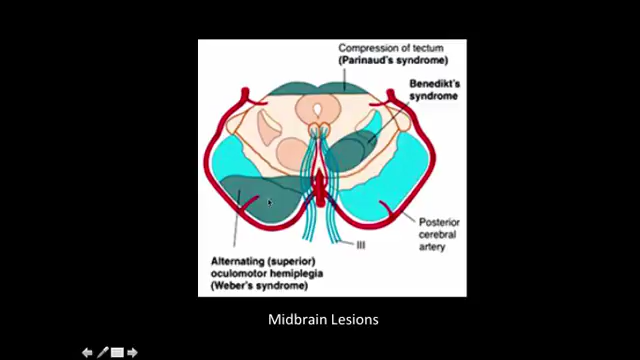 Compression of tectum
(Parinaud's syndrome)
Benedikt's
syndrome
Posterior
cerebral
artery
III
Alternating (superior)
oculomotor hemiplegia
(Weber's syndrome)
Midbrain Lesions